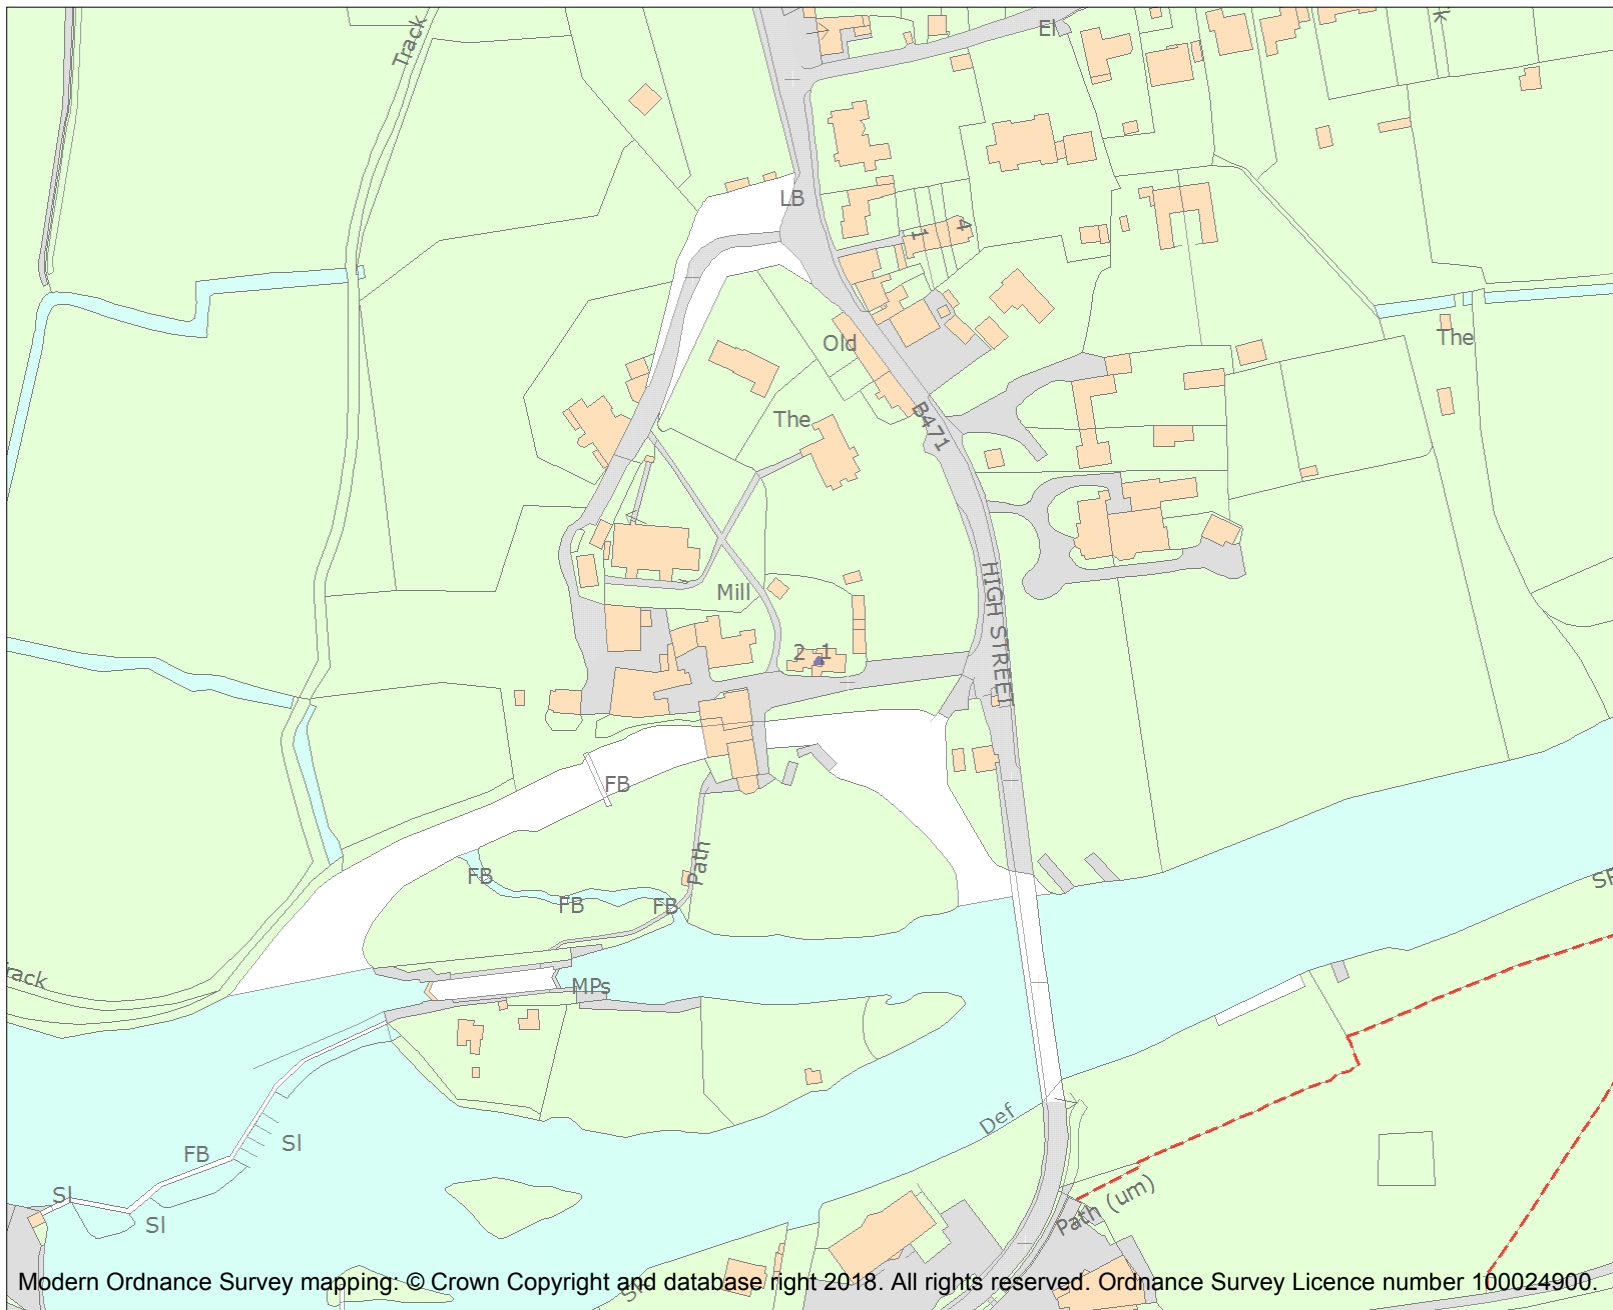 Track
El
k
LB
1
4
Old
The
The
B471
Mill
HIGH STREET
2
1
FB
Path
FB
FB
FB
rack
MPs
Def
FB
Sl
Sl
Sl
Path (um)
Modern Ordnance Survey mapping: © Crown Copyright and database right 2018. All rights reserved. Ordnance Survey Licence number 100024900.